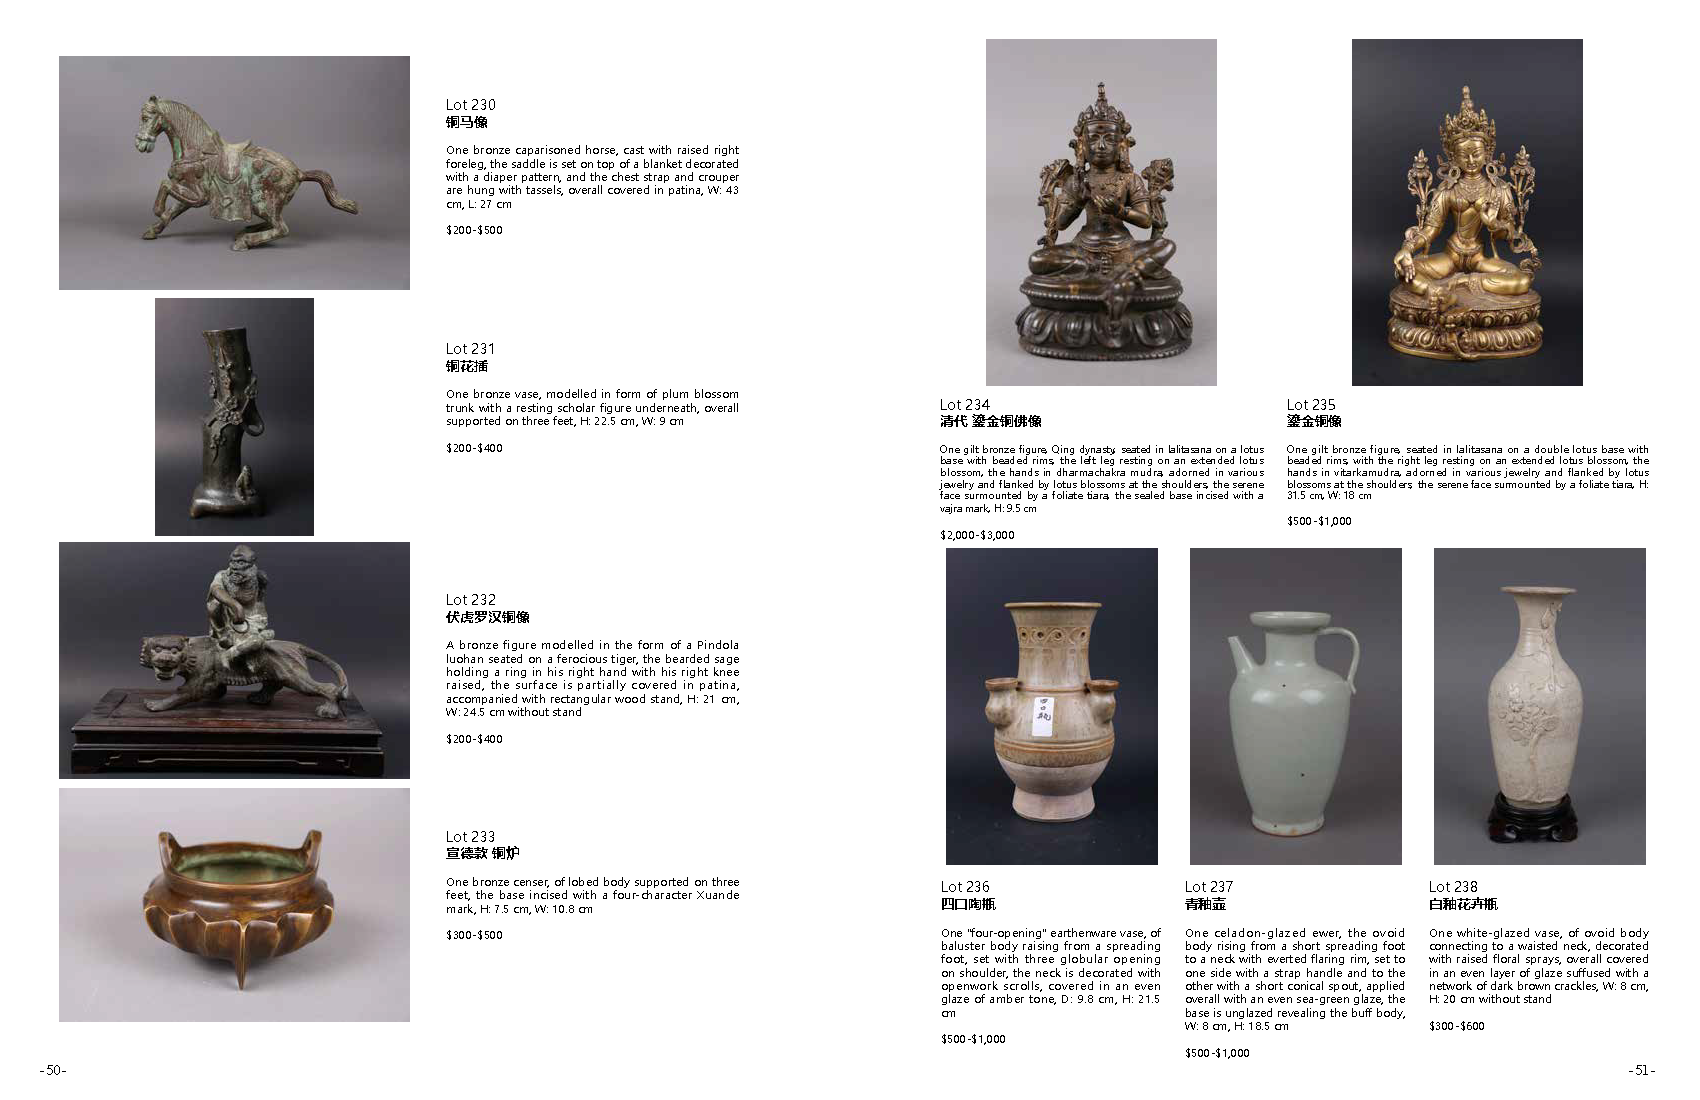 Lot 230
铜马像
One bronze caparisoned horse, cast with raised right
foreleg, the saddle is set on top of a blanket decorated
with a diaper pattern, and the chest strap and crouper
are hung with tassels, overall covered in patina, W: 43
cm, L: 27 cm
$200-$500
Lot 231
铜花插
One bronze vase, modelled in form of plum blossom
trunk with a resting scholar figure underneath, overall
supported on three feet, H: 22.5 cm, W: 9 cm
$200-$400
Lot 232
伏虎罗汉铜像
A bronze figure modelled in the form of a Pindola
luohan seated on a ferocious tiger, the bearded sage
holding a ring in his right hand with his right knee
raised, the surface is partially covered in patina,
accompanied with rectangular wood stand, H: 21 cm,
W: 24.5 cm without stand
$200-$400
Lot 233
宣德款 铜炉
One bronze censer, of lobed body supported on three
feet, the base incised with a four-character Xuande
mark, H: 7.5 cm, W: 10.8 cm
$300-$500
-50-
Lot 234
清代 鎏金铜佛像
One gilt bronze figure, Qing dynasty, seated in lalitasana on a lotus
base with beaded rims, the left leg resting on an extended lotus
blossom, the hands in dharmachakra mudra, adorned in various
jewelry and flanked by lotus blossoms at the shoulders, the serene
face surmounted by a foliate tiara, the sealed base incised with a
vajra mark, H: 9.5 cm
$2,000-$3,000
Lot 235
鎏金铜像
One gilt bronze figure, seated in lalitasana on a double lotus base with
beaded rims, with the right leg resting on an extended lotus blossom, the
hands in vitarkamudra, adorned in various jewelry and flanked by lotus
blossoms at the shoulders, the serene face surmounted by a foliate tiara, H:
31.5 cm, W: 18 cm
$500-$1,000
四
口
瓶
Lot 236
四口陶瓶
One "four-opening" earthenware vase, of
baluster body raising from a spreading
foot, set with three globular opening
on shoulder, the neck is decorated with
openwork scrolls, covered in an even
glaze of amber tone, D: 9.8 cm, H: 21.5
cm
$500-$1,000
Lot 237
青釉壶
One celadon-glazed ewer, the ovoid
body rising from a short spreading foot
to a neck with everted flaring rim, set to
one side with a strap handle and to the
other with a short conical spout, applied
overall with an even sea-green glaze, the
base is unglazed revealing the buff body,
W: 8 cm, H: 18.5 cm
$500-$1,000
Lot 238
白釉花卉瓶
One white-glazed vase, of ovoid body
connecting to a waisted neck, decorated
with raised floral sprays, overall covered
in an even layer of glaze suffused with a
network of dark brown crackles, W: 8 cm,
H: 20 cm without stand
$300-$600
-51-